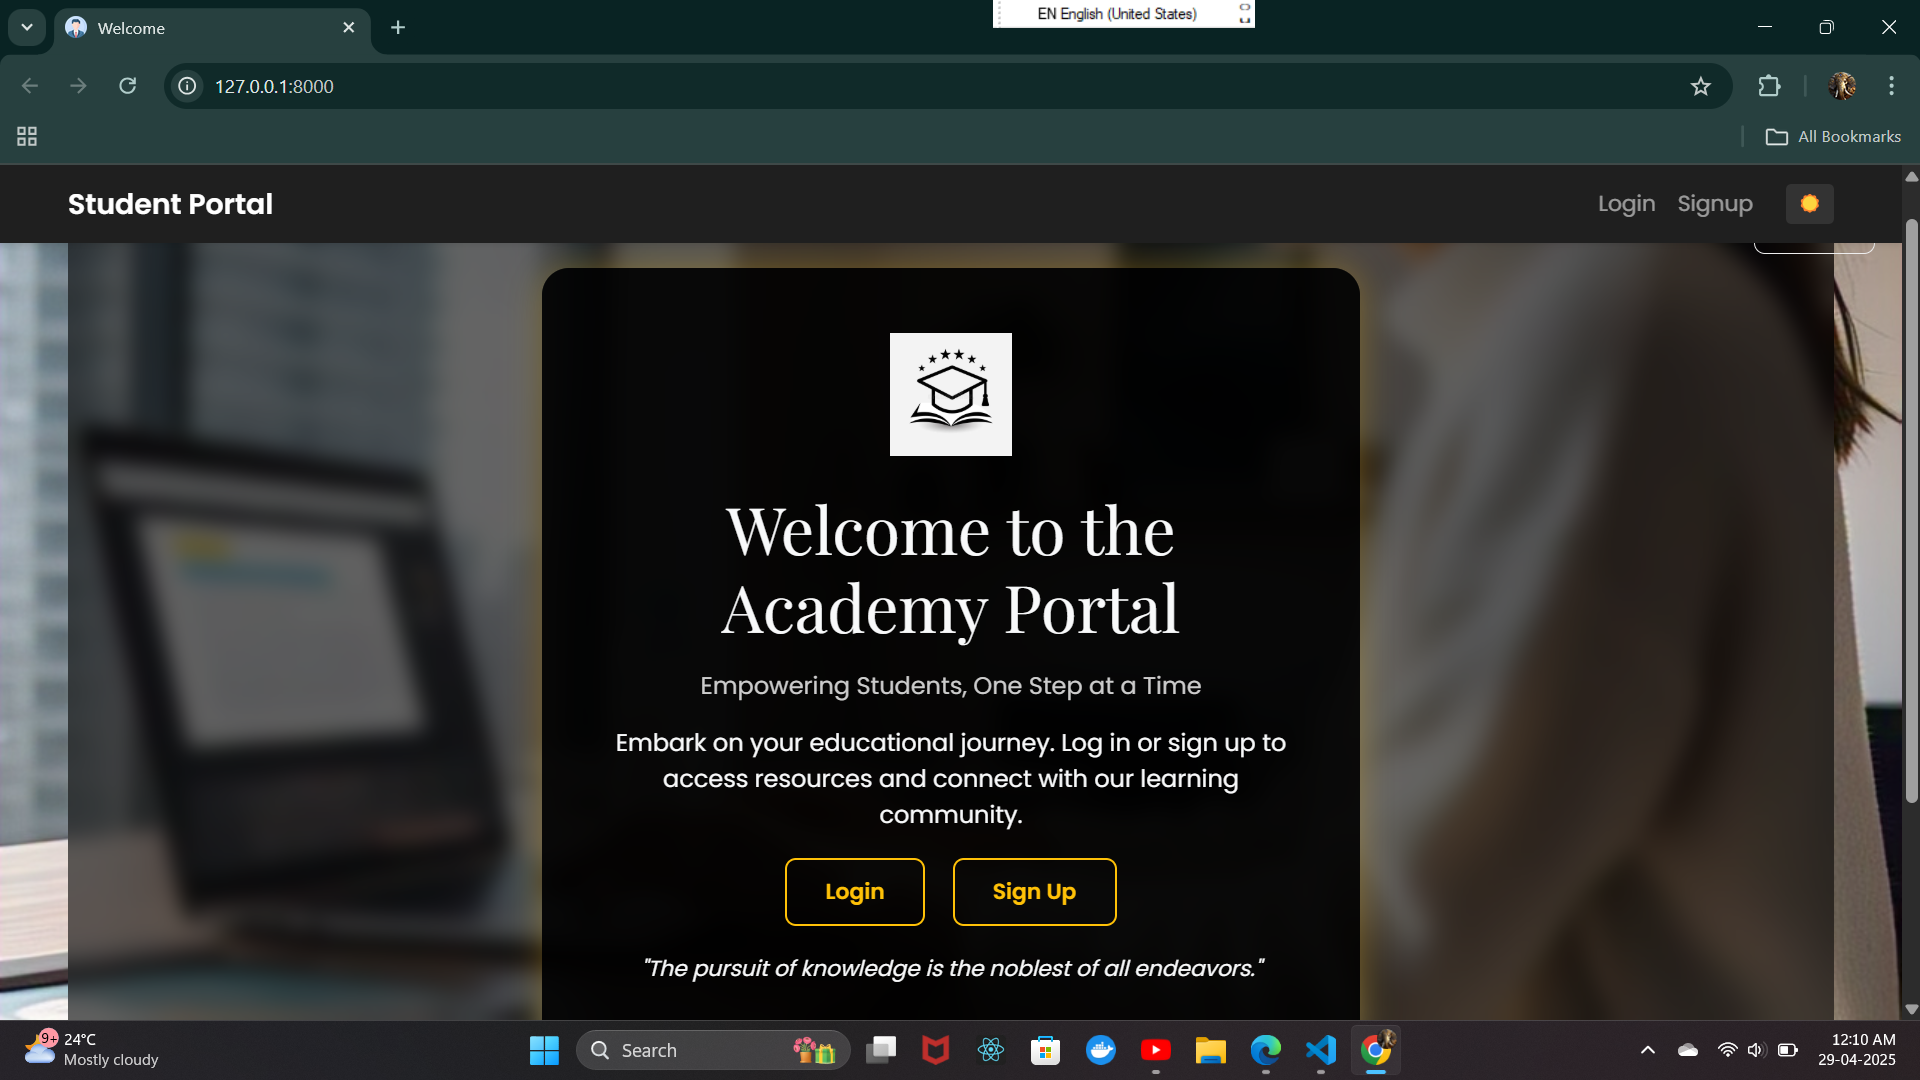 EN English (United States)
Welcome
127.0.0.1:8000
All Bookmarks
Student Portal
Login
Signup
Welcome to the
Academy Portal
Empowering Students, One Step at a Time
Embark on your educational journey. Log in or sign up to
access resources and connect with our learning
community.
Login
Sign Up
"The pursuit of knowledge is the noblest of all endeavors."
9+
24°C
Mostly cloudy
Search
12:10 AM
29-04-2025